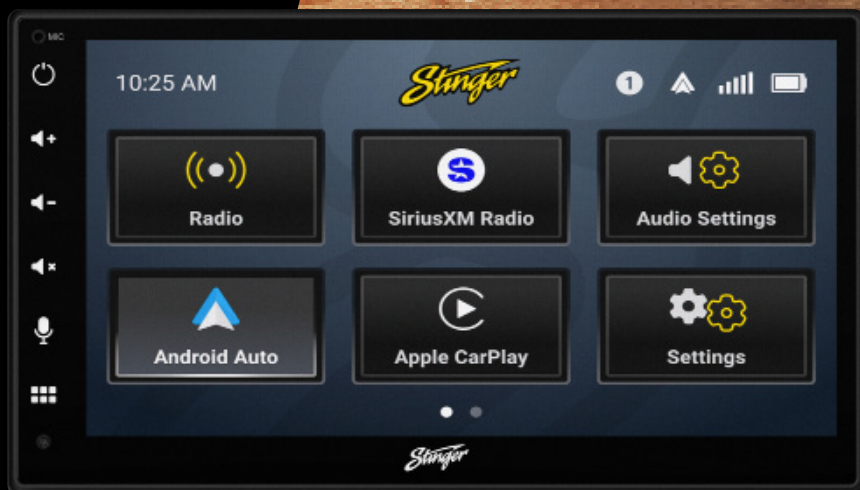 MIC
10:25 AM
Stinger
1
Radio
SiriusXM Radio
Audio Settings
Android Auto
Apple CarPlay
Settings
Stinger